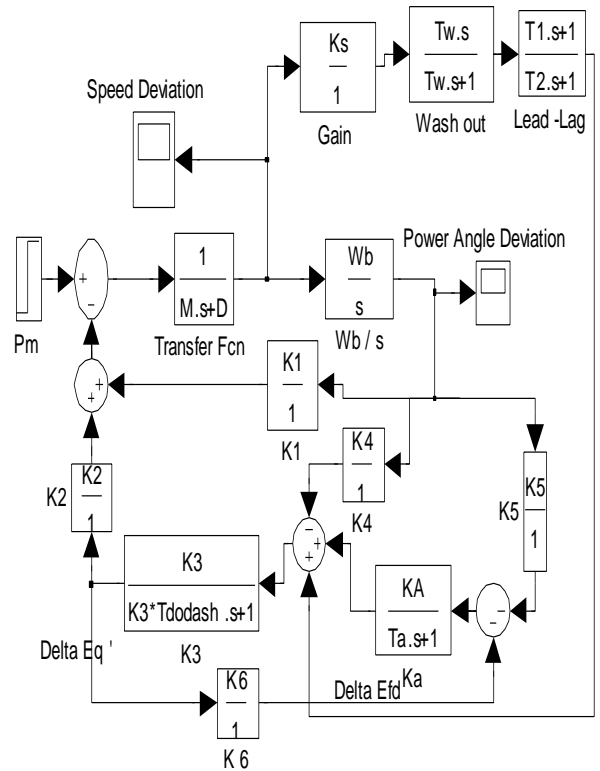 Ks
1
Gain
Tw.s
Tw.s+1
Wash out
T1.s+1
T2.s+1
Lead -Lag
Speed Deviation
Pm
+
−
1
M.s+D
Transfer Fcn
Wb
s
Wb / s
Power Angle Deviation
+
+
K1
1
K1
K4
1
K4
K5
1
K5
K2
K2
1
−
+
+
K3
K3*Tdodash .s+1
K3
KA
Ta.s+1
Ka
−
−
Delta Eq '
K6
1
K 6
Delta Efd